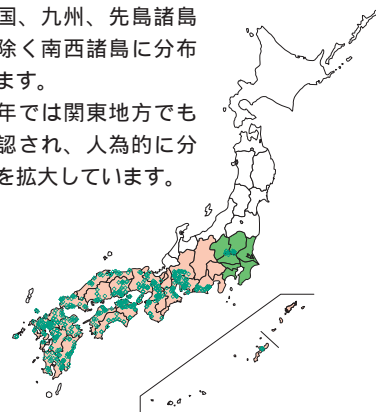 国、九州、先島諸島
除く南西諸島に分布
ます。
年では関東地方でも
認され、人為的に分
を拡大しています。